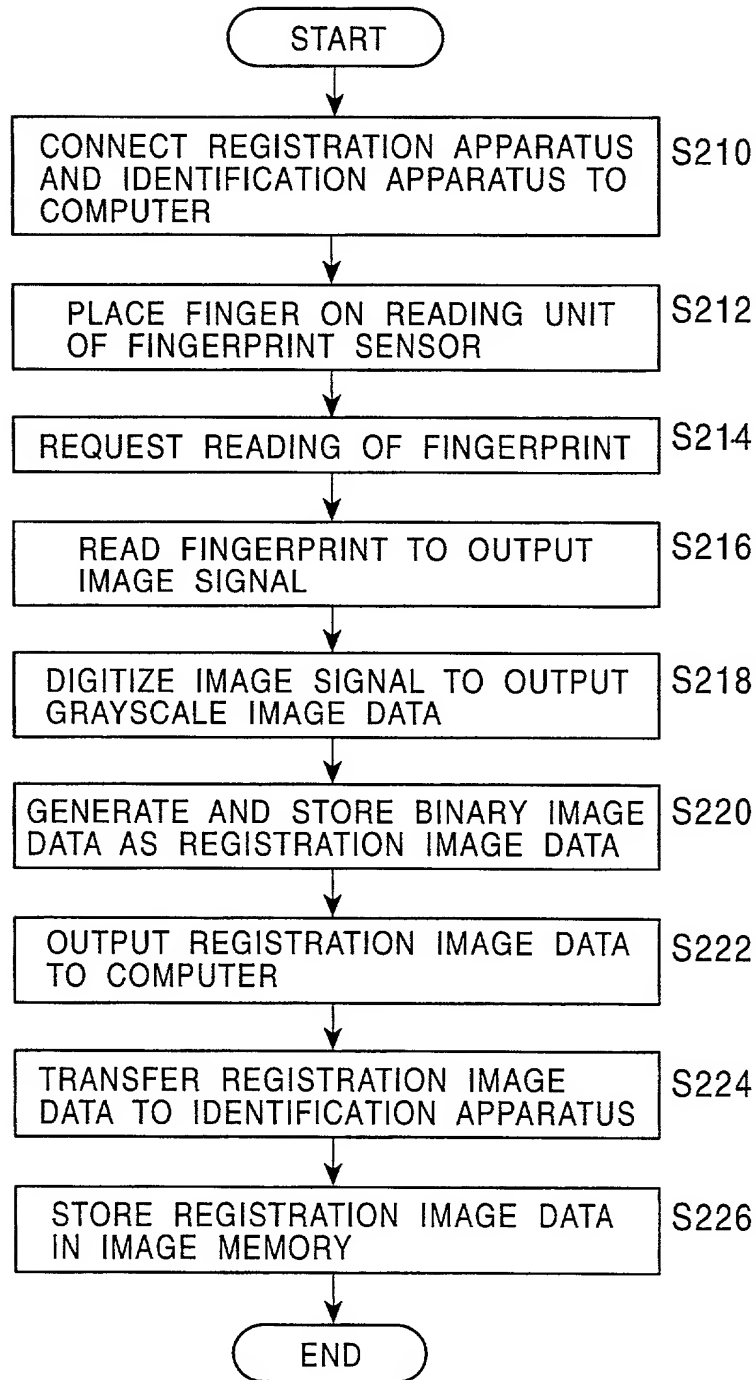 START
CONNECT REGISTRATION APPARATUS
AND IDENTIFICATION APPARATUS TO
COMPUTER
S210
PLACE FINGER ON READING UNIT
OF FINGERPRINT SENSOR
S212
REQUEST READING OF FINGERPRINT
S214
READ FINGERPRINT TO OUTPUT
IMAGE SIGNAL
S216
DIGITIZE IMAGE SIGNAL TO OUTPUT
GRAYSCALE IMAGE DATA
S218
GENERATE AND STORE BINARY IMAGE
DATA AS REGISTRATION IMAGE DATA
S220
OUTPUT REGISTRATION IMAGE DATA
TO COMPUTER
S222
TRANSFER REGISTRATION IMAGE
DATA TO IDENTIFICATION APPARATUS
S224
STORE REGISTRATION IMAGE DATA
IN IMAGE MEMORY
S226
END